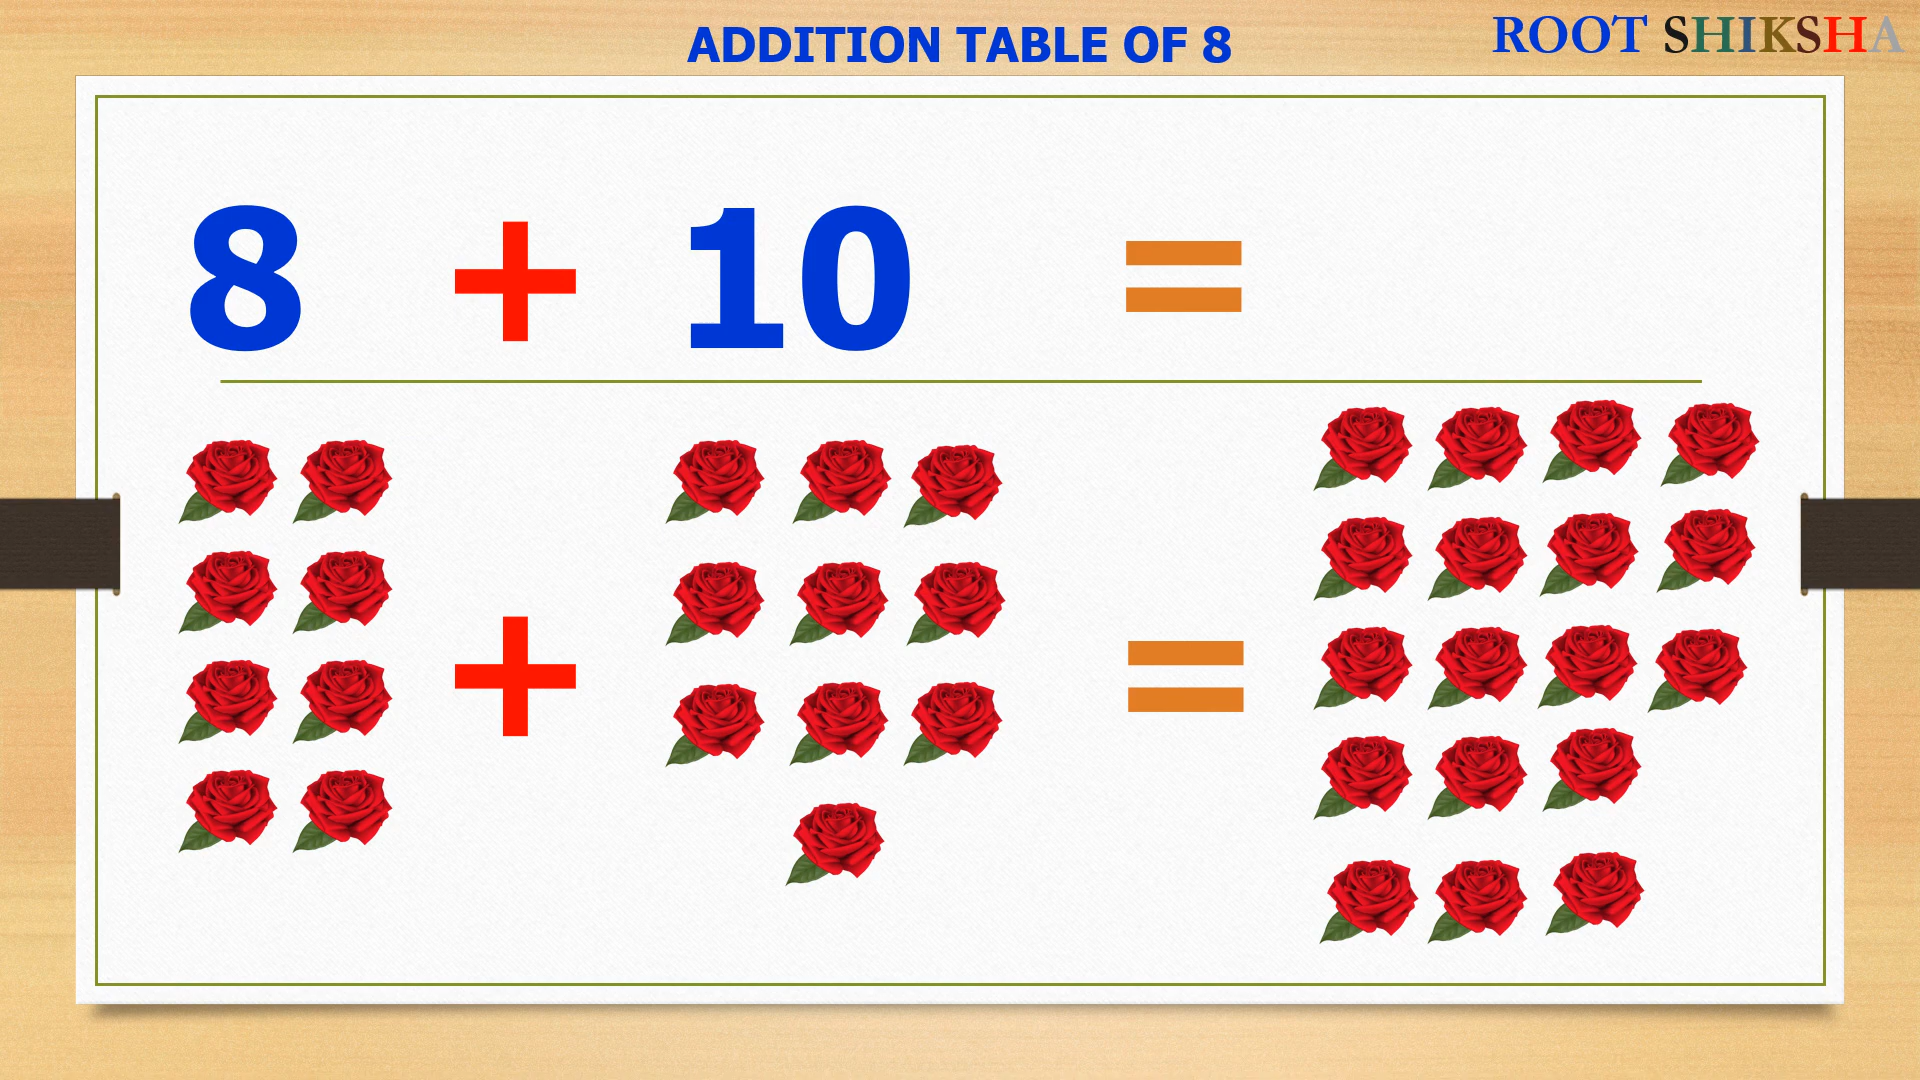 ADDITION TABLE OF 8
ROOT SHIKSHA
8 + 10 =
+ =